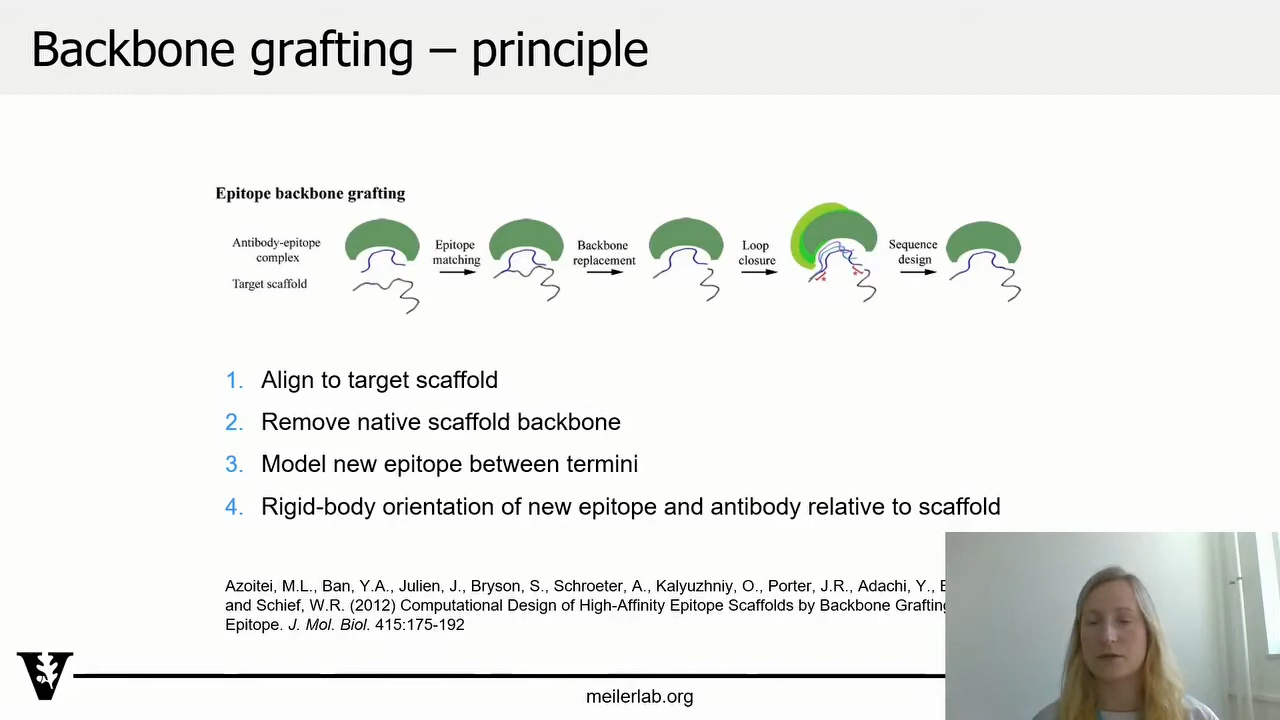 Backbone grafting – principle
Epitope backbone grafting
Antibody-epitope
complex
Target scaffold
Epitope
matching
Backbone
replacement
Loop
closure
Sequence
design
1. Align to target scaffold
2. Remove native scaffold backbone
3. Model new epitope between termini
4. Rigid-body orientation of new epitope and antibody relative to scaffold
Azoitei, M.L., Ban, Y.A., Julien, J., Bryson, S., Schroeter, A., Kalyuzhniy, O., Porter, J.R., Adachi, Y.,
and Schief, W.R. (2012) Computational Design of High-Affinity Epitope Scaffolds by Backbone Grafting
Epitope. J. Mol. Biol. 415:175-192
V
meilerlab.org